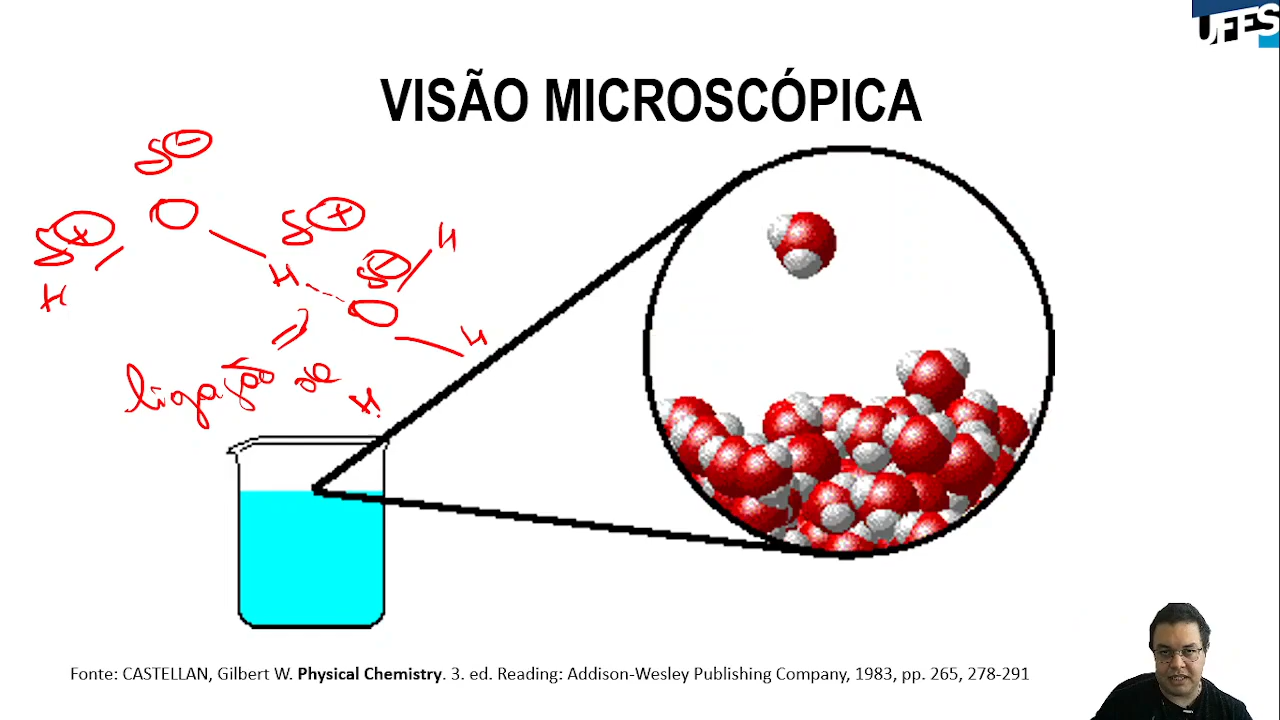 UFES
VISÃO MICROSCÓPICA
δ⊖
O
δ⊕
δ⊕
H
δ⊖
H
H
O
H
ligação de H
Fonte: CASTELLAN, Gilbert W. Physical Chemistry. 3. ed. Reading: Addison-Wesley Publishing Company, 1983, pp. 265, 278-291